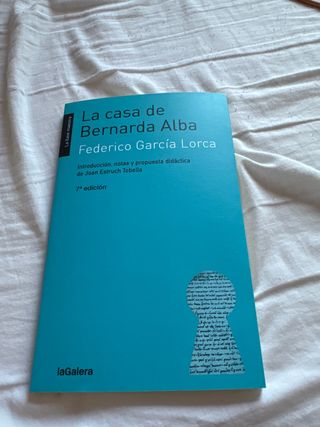 La casa de
Bernarda Alba
Federico García Lorca
Introducción, notas y propuesta didáctica
de Joan Estruch Tobella
7ª edición
laGalera